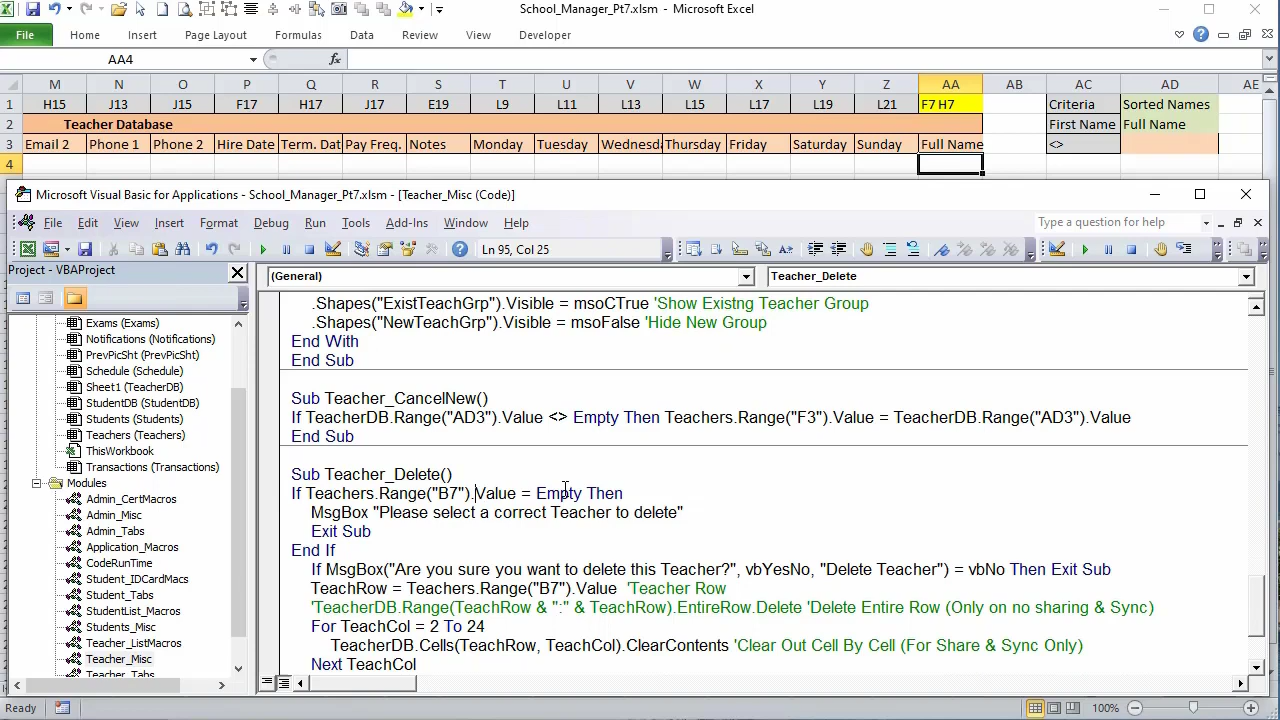 School_Manager_Pt7.xlsm - Microsoft Excel
File Home Insert Page Layout Formulas Data Review View Developer
AA4 fx
M N O P Q R S T U V W X Y Z AA AB AC AD AE
1 H15 J13 J15 F17 H17 J17 E19 L9 L11 L13 L15 L17 L19 L21 F7 H7 Criteria Sorted Names
2 Teacher Database First Name Full Name
3 Email 2 Phone 1 Phone 2 Hire Date Term. Dat Pay Freq. Notes Monday Tuesday Wednesda Thursday Friday Saturday Sunday Full Name <>
4
Microsoft Visual Basic for Applications - School_Manager_Pt7.xlsm - [Teacher_Misc (Code)]
File Edit View Insert Format Debug Run Tools Add-Ins Window Help Type a question for help
Ln 95, Col 25
Project - VBAProject
(General) Teacher_Delete
Exams (Exams)
Notifications (Notifications)
PrevPicSht (PrevPicSht)
Schedule (Schedule)
Sheet1 (TeacherDB)
StudentDB (StudentDB)
Students (Students)
Teachers (Teachers)
ThisWorkbook
Transactions (Transactions)
Modules
Admin_CertMacros
Admin_Misc
Admin_Tabs
Application_Macros
CodeRunTime
Student_IDCardMacs
Student_Tabs
StudentList_Macros
Students_Misc
Teacher_ListMacros
Teacher_Misc
Teacher_Tabs
.Shapes("ExistTeachGrp").Visible = msoCTrue 'Show Existng Teacher Group
.Shapes("NewTeachGrp").Visible = msoFalse 'Hide New Group
End With
End Sub
Sub Teacher_CancelNew()
If TeacherDB.Range("AD3").Value <> Empty Then Teachers.Range("F3").Value = TeacherDB.Range("AD3").Value
End Sub
Sub Teacher_Delete()
If Teachers.Range("B7").Value = Empty Then
MsgBox "Please select a correct Teacher to delete"
Exit Sub
End If
If MsgBox("Are you sure you want to delete this Teacher?", vbYesNo, "Delete Teacher") = vbNo Then Exit Sub
TeachRow = Teachers.Range("B7").Value 'Teacher Row
'TeacherDB.Range(TeachRow & ":" & TeachRow).EntireRow.Delete 'Delete Entire Row (Only on no sharing & Sync)
For TeachCol = 2 To 24
TeacherDB.Cells(TeachRow, TeachCol).ClearContents 'Clear Out Cell By Cell (For Share & Sync Only)
Next TeachCol
Ready 100%